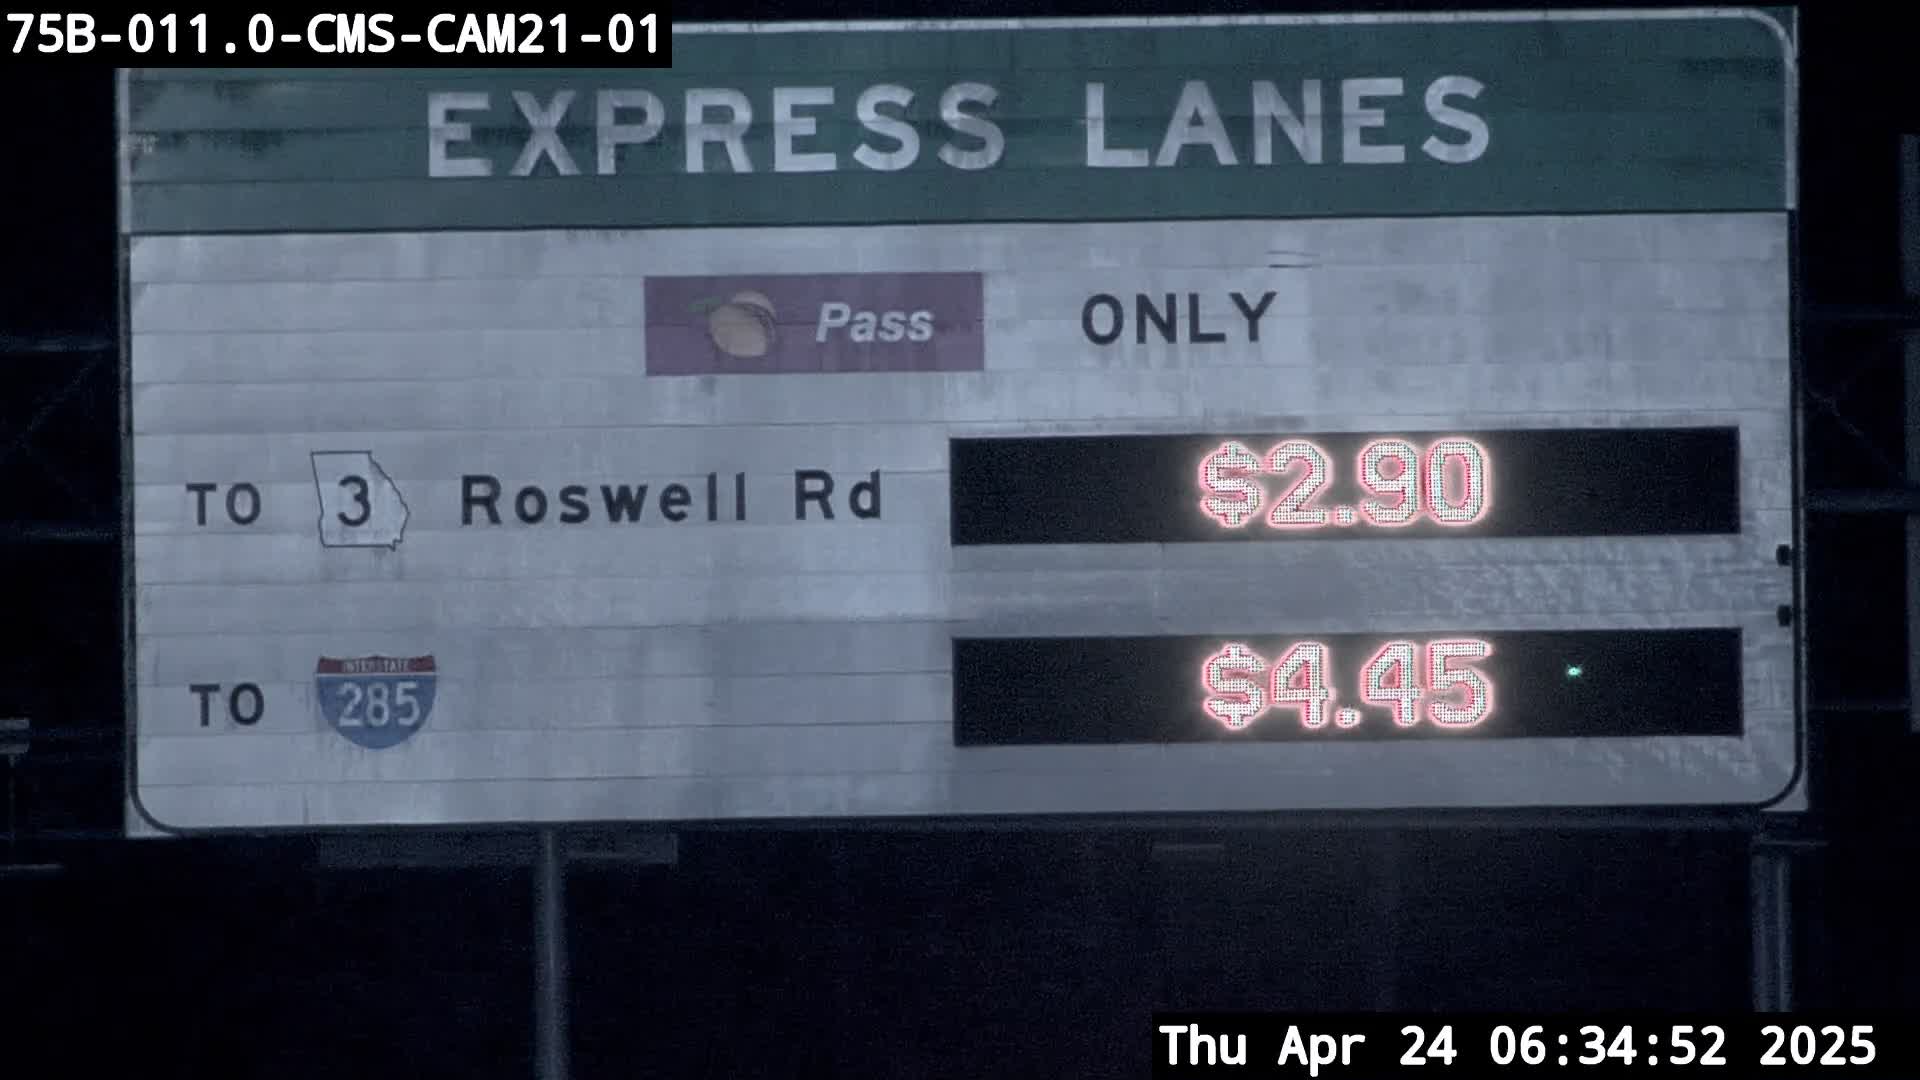 75B-011.0-CMS-CAM21-01
EXPRESS LANES
Pass ONLY
TO 3 Roswell Rd $2.90
INTERSTATE
TO 285 $4.45
Thu Apr 24 06:34:52 2025